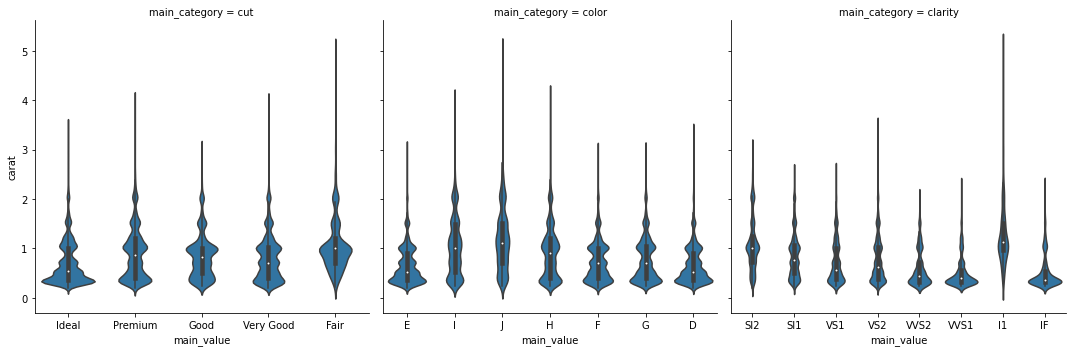 main_category = cut
main_category = color
main_category = clarity
carat
5
4
3
2
1
0
Ideal Premium Good Very Good Fair
E I J H F G D
SI2 SI1 VS1 VS2 VVS2 VVS1 I1 IF
main_value
main_value
main_value